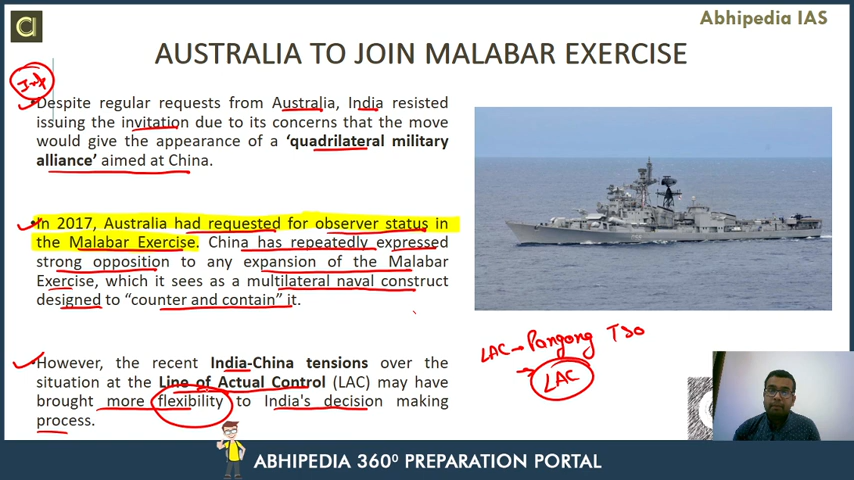 Abhipedia IAS
AUSTRALIA TO JOIN MALABAR EXERCISE
Despite regular requests from Australia, India resisted
issuing the invitation due to its concerns that the move
would give the appearance of a ‘quadrilateral military
alliance’ aimed at China.
In 2017, Australia had requested for observer status in
the Malabar Exercise. China has repeatedly expressed
strong opposition to any expansion of the Malabar
Exercise, which it sees as a multilateral naval construct
designed to “counter and contain” it.
LAC → Pangong Tso
→ LAC
However, the recent India-China tensions over the
situation at the Line of Actual Control (LAC) may have
brought more flexibility to India's decision making
process.
ABHIPEDIA 360⁰ PREPARATION PORTAL